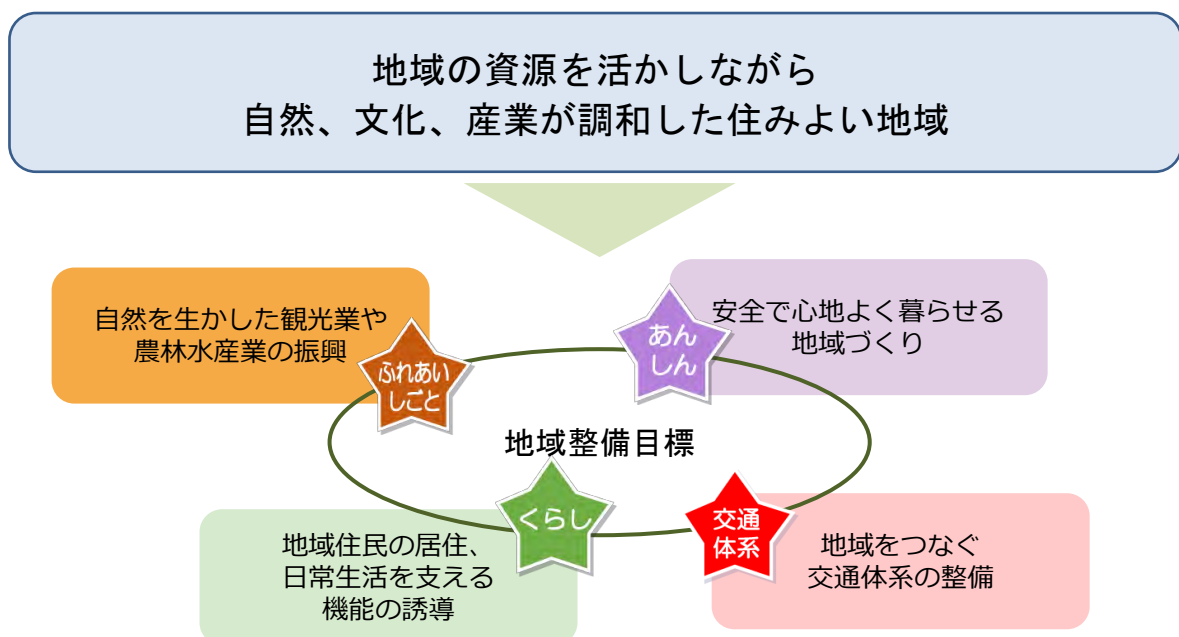 地域の資源を活かしながら
自然、文化、産業が調和した住みよい地域
自然を生かした観光業や
農林水産業の振興
ふれあい
しごと
あん
しん
安全で心地よく暮らせる
地域づくり
地域整備目標
くらし
地域住民の居住、
日常生活を支える
機能の誘導
交通
体系
地域をつなぐ
交通体系の整備